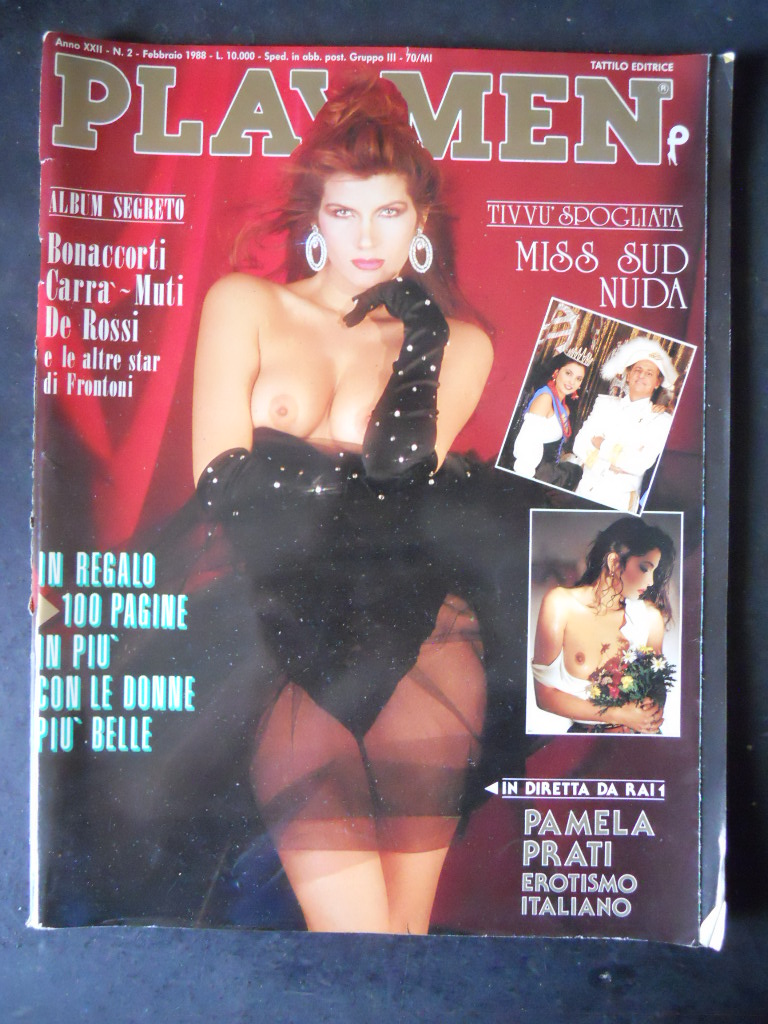 Anno XXII - N. 2 - Febbraio 1988 - L. 10.000 - Sped. in abb. post. Gruppo III - 70/MI
TATTILO EDITRICE
PLAYMEN
ALBUM SEGRETO
Bonaccorti
Carra' ~ Muti
De Rossi
e le altre star
di Frontoni
TIVVU' SPOGLIATA
MISS SUD
NUDA
IN REGALO
100 PAGINE
IN PIU'
CON LE DONNE
PIU' BELLE
IN DIRETTA DA RAI 1
PAMELA
PRATI
EROTISMO
ITALIANO